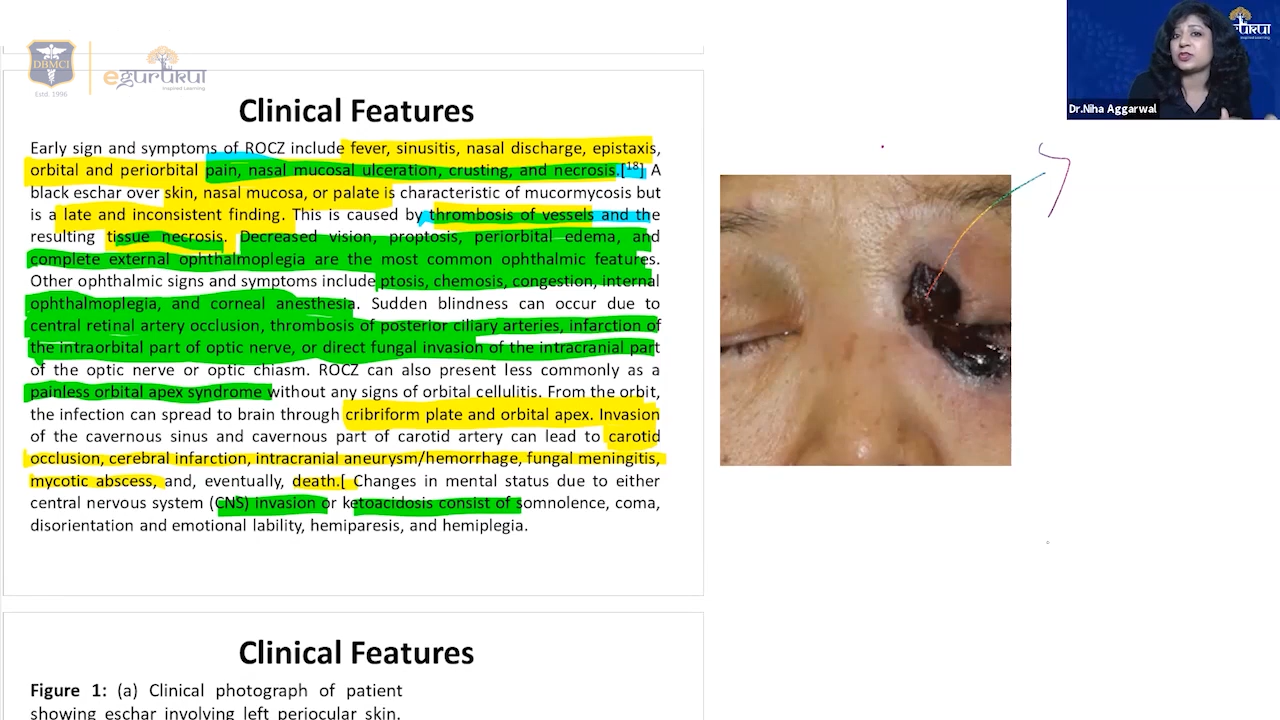 DBMCI
Estd. 1996
eGurukul
Inspired Learning
urukul
Inspired Learning
Dr.Niha Aggarwal
Clinical Features
Early sign and symptoms of ROCZ include fever, sinusitis, nasal discharge, epistaxis,
orbital and periorbital pain, nasal mucosal ulceration, crusting, and necrosis.[18] A
black eschar over skin, nasal mucosa, or palate is characteristic of mucormycosis but
is a late and inconsistent finding. This is caused by thrombosis of vessels and the
resulting tissue necrosis. Decreased vision, proptosis, periorbital edema, and
complete external ophthalmoplegia are the most common ophthalmic features.
Other ophthalmic signs and symptoms include ptosis, chemosis, congestion, internal
ophthalmoplegia, and corneal anesthesia. Sudden blindness can occur due to
central retinal artery occlusion, thrombosis of posterior ciliary arteries, infarction of
the intraorbital part of optic nerve, or direct fungal invasion of the intracranial part
of the optic nerve or optic chiasm. ROCZ can also present less commonly as a
painless orbital apex syndrome without any signs of orbital cellulitis. From the orbit,
the infection can spread to brain through cribriform plate and orbital apex. Invasion
of the cavernous sinus and cavernous part of carotid artery can lead to carotid
occlusion, cerebral infarction, intracranial aneurysm/hemorrhage, fungal meningitis,
mycotic abscess, and, eventually, death.[ Changes in mental status due to either
central nervous system (CNS) invasion or ketoacidosis consist of somnolence, coma,
disorientation and emotional lability, hemiparesis, and hemiplegia.
Clinical Features
Figure 1: (a) Clinical photograph of patient
showing eschar involving left periocular skin.